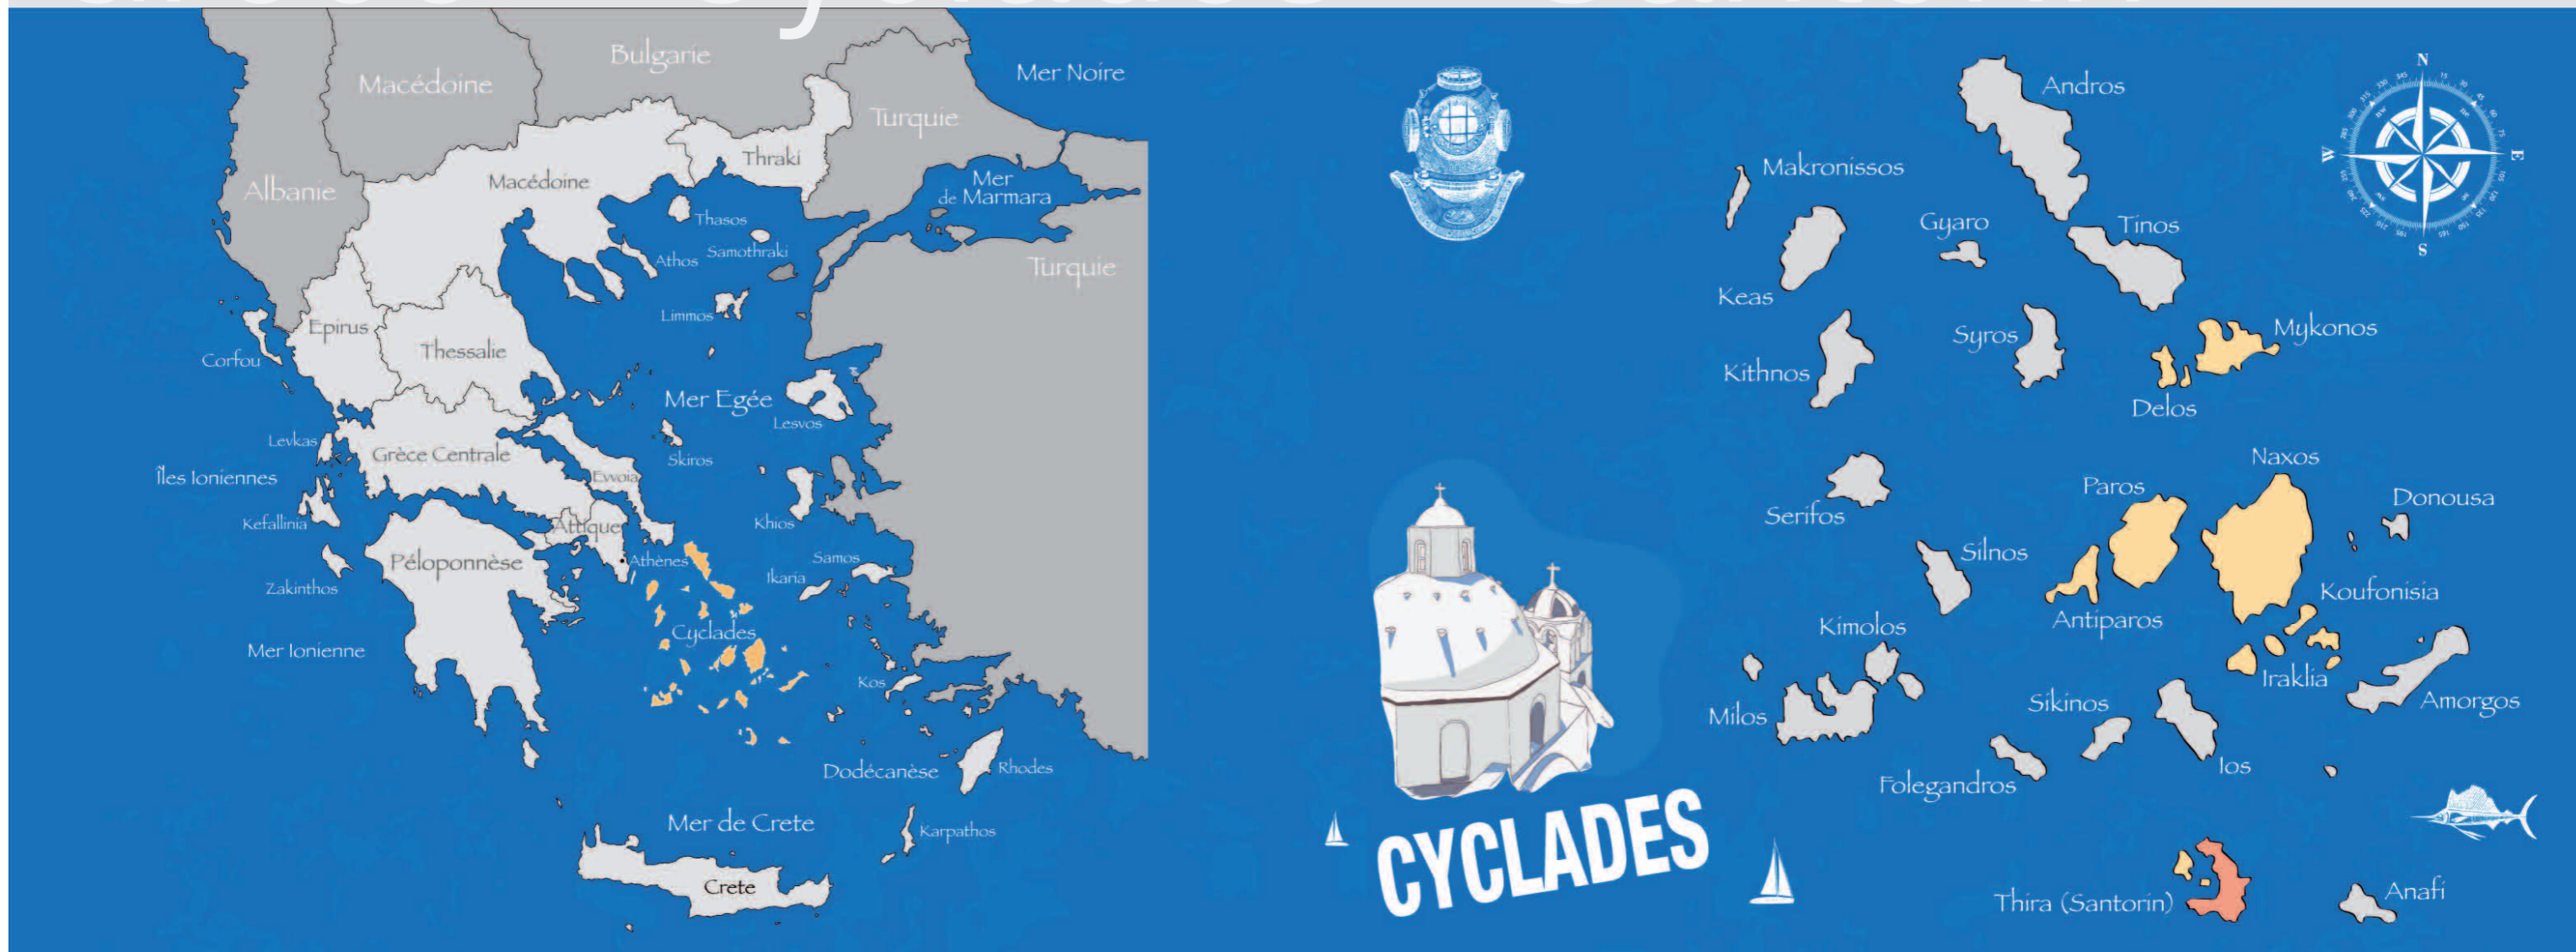 Bulgarie
Mer Noire
Macédoine
Turquie
Thraki
Albanie
Macédoine
Mer
de Marmara
Thasos
Samothraki
Athos
Turquie
Limmos
Epirus
Corfou
Thessalie
Mer Egée
Lesvos
Levkas
Grèce Centrale
Skiros
Îles Ioniennes
Evvoia
Kefallinia
Attique
Khios
Péloponnèse
Athènes
Samos
Ikaria
Zakinthos
Cyclades
Mer Ionienne
Kos
Dodécanèse
Rhodes
Mer de Crete
Karpathos
Crete
CYCLADES
Andros
Makronissos
Gyaro
Tinos
Keas
Syros
Mykonos
Kithnos
Delos
Naxos
Paros
Donousa
Serifos
Silnos
Koufonisia
Antiparos
Kimolos
Iraklia
Amorgos
Sikinos
Milos
Ios
Folegandros
Thira (Santorin)
Anafi
N
W
E
S